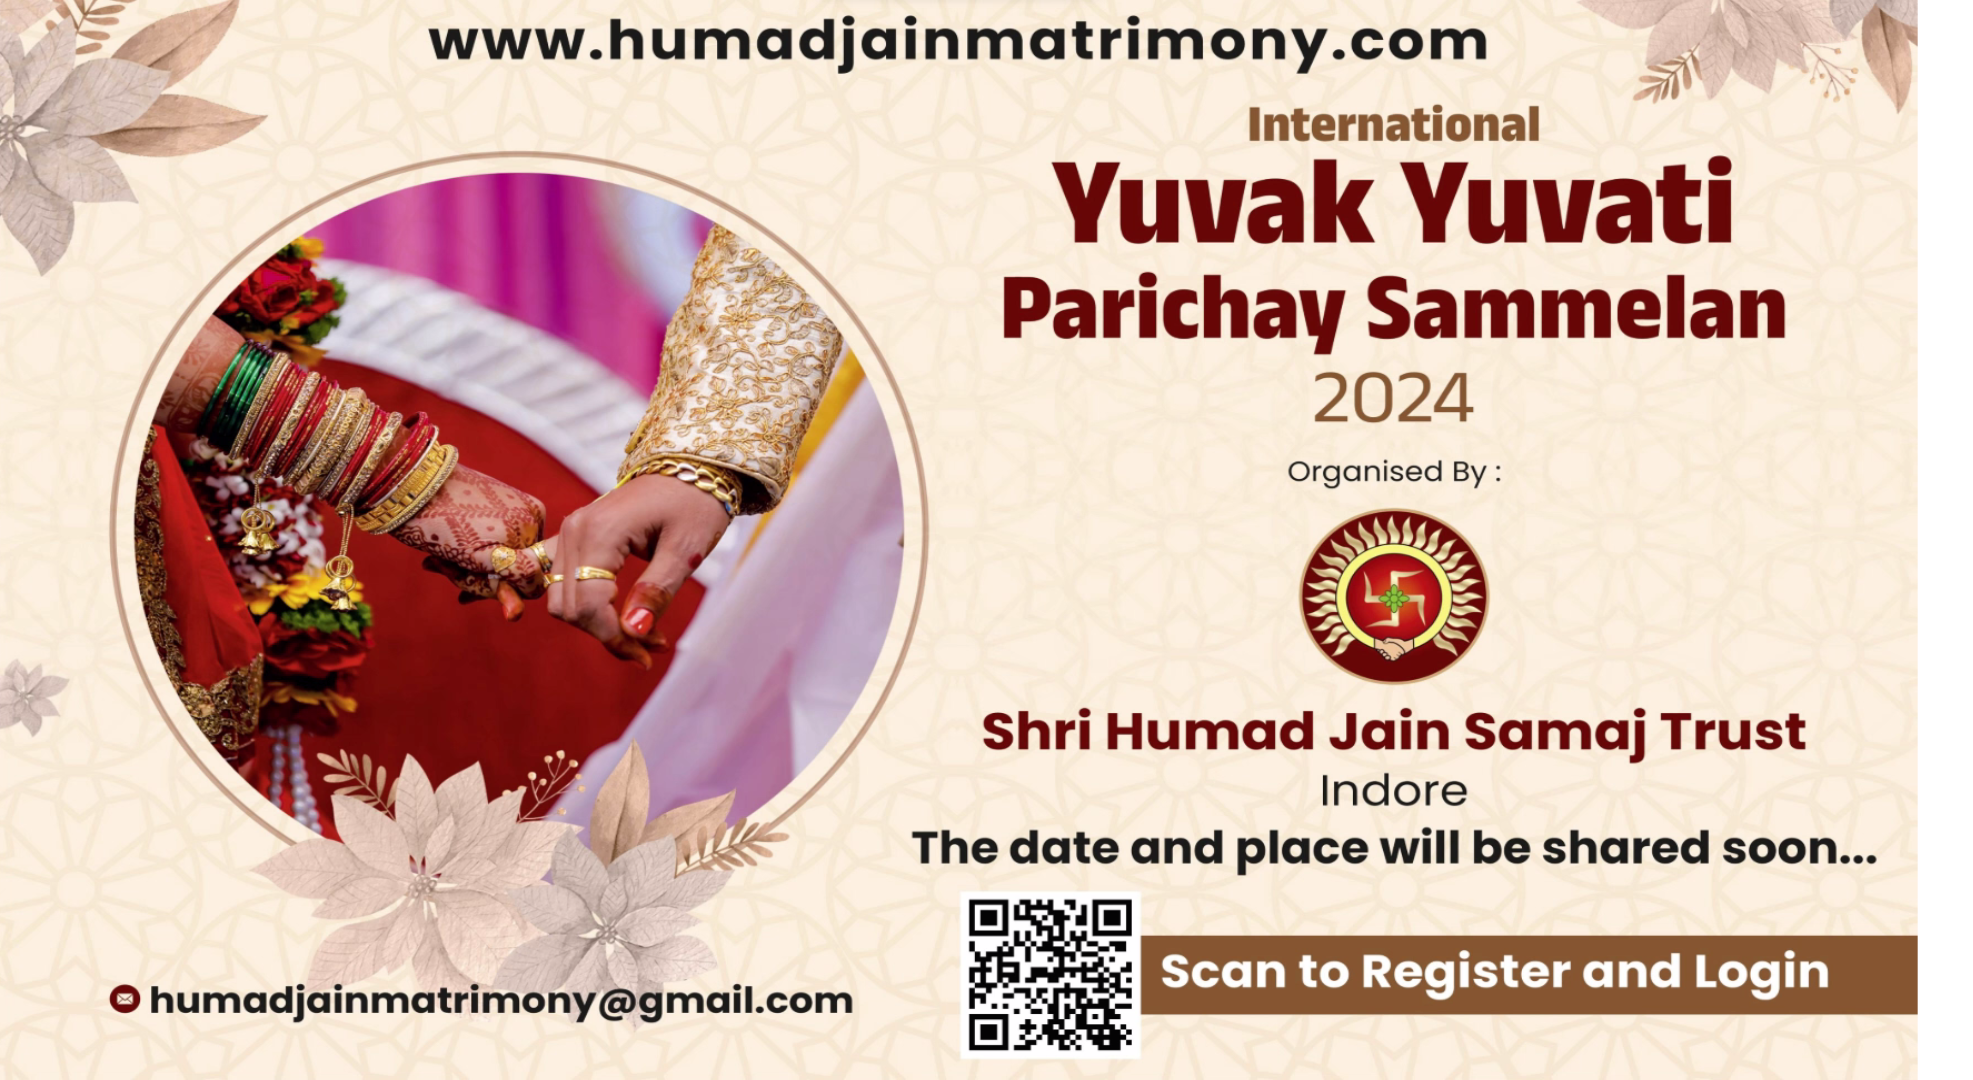 www.humadjainmatrimony.com
International
Yuvak Yuvati
Parichay Sammelan
2024
Organised By :
Shri Humad Jain Samaj Trust
Indore
The date and place will be shared soon...
Scan to Register and Login
humadjainmatrimony@gmail.com